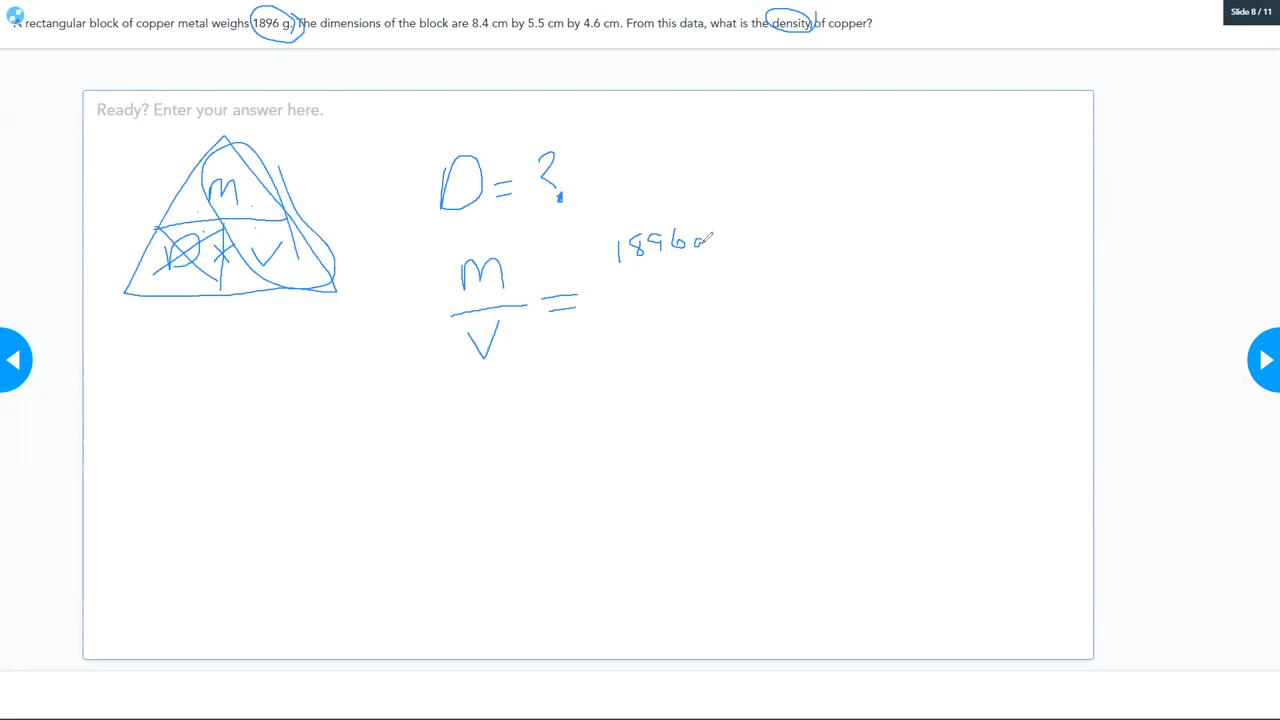 A rectangular block of copper metal weighs 1896 g. The dimensions of the block are 8.4 cm by 5.5 cm by 4.6 cm. From this data, what is the density of copper?
Slide 8 / 11
Ready? Enter your answer here.
m
D * V
D = ?
1896 g
m
V =